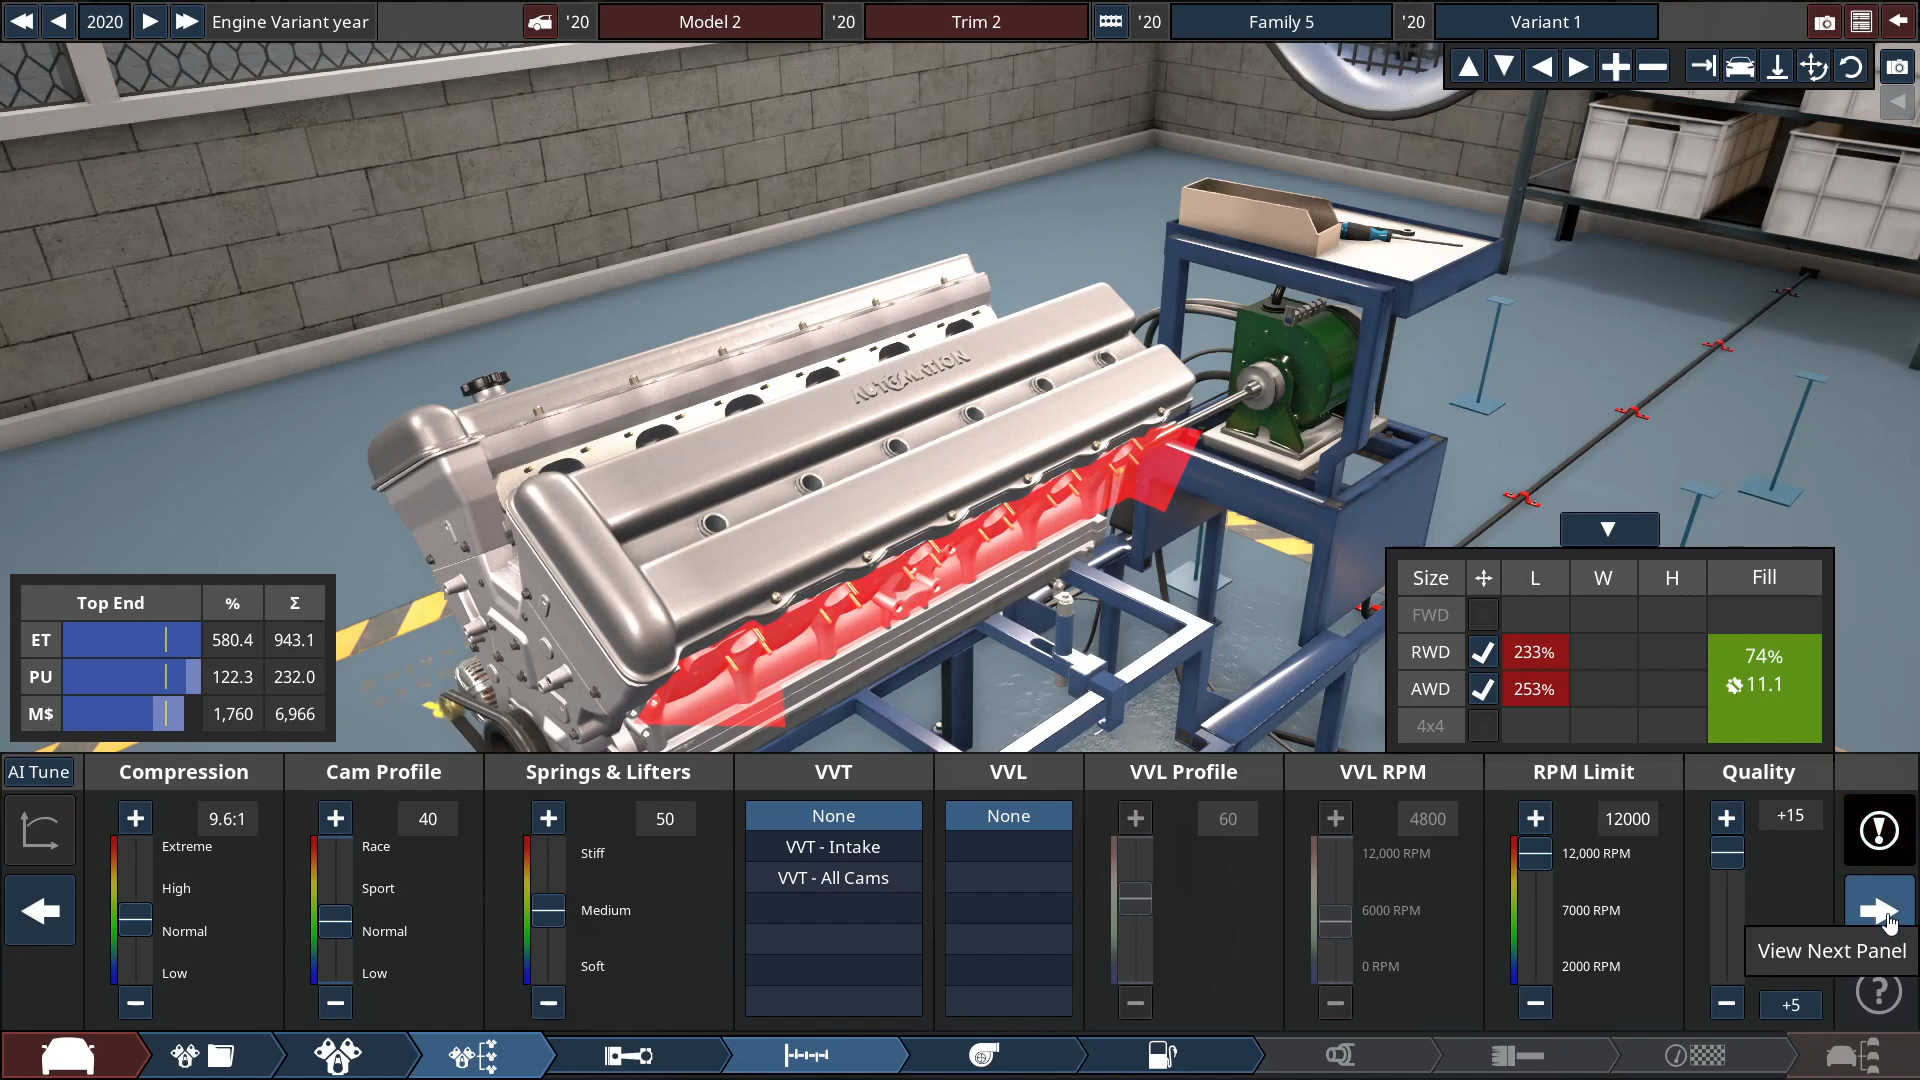 2020 Engine Variant year '20 Model 2 '20 Trim 2 '20 Family 5 '20 Variant 1
AUTOMATION
Top End % Σ
ET 580.4 943.1
PU 122.3 232.0
M$ 1,760 6,966
Size L W H Fill
FWD
RWD 233%
AWD 253%
4x4
74%
11.1
AI Tune Compression Cam Profile Springs & Lifters VVT VVL VVL Profile VVL RPM RPM Limit Quality
9.6:1
Extreme
High
Normal
Low
40
Race
Sport
Normal
Low
50
Stiff
Medium
Soft
None
VVT - Intake
VVT - All Cams
None
60
4800
12,000 RPM
6000 RPM
0 RPM
12000
12,000 RPM
7000 RPM
2000 RPM
+15
+5
View Next Panel